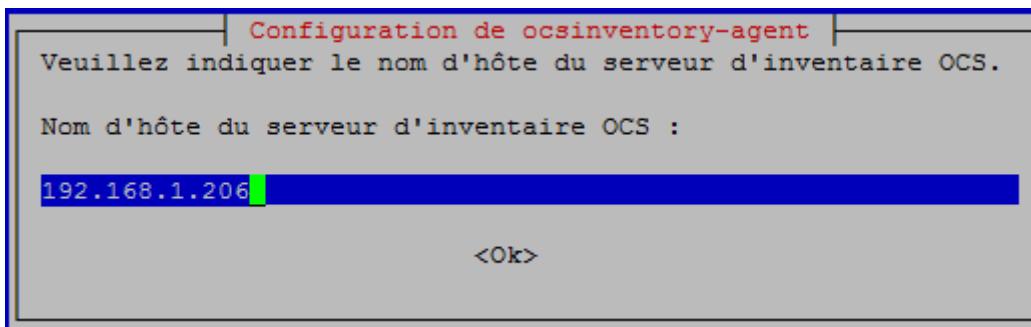 Configuration de ocsinventory-agent
Veuillez indiquer le nom d'hôte du serveur d'inventaire OCS.
Nom d'hôte du serveur d'inventaire OCS :
192.168.1.206
<Ok>